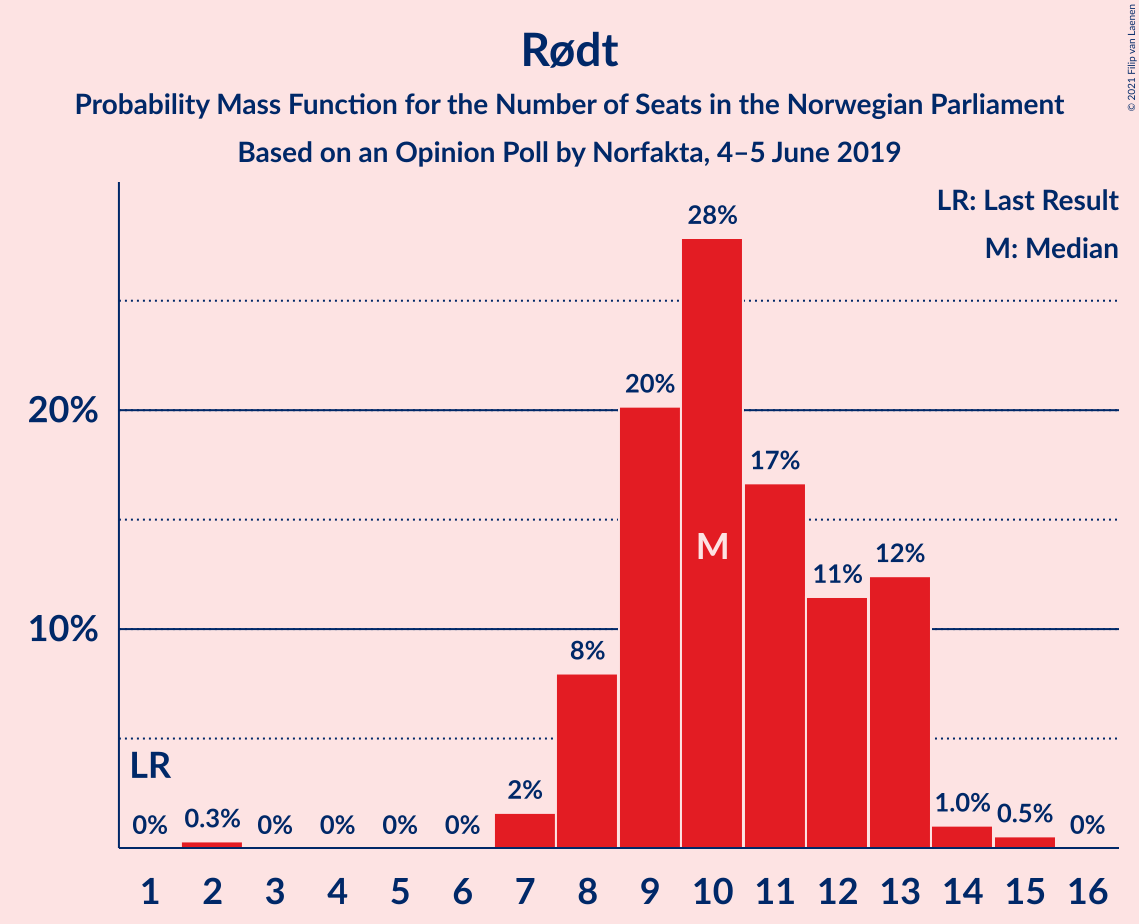 Rødt
Probability Mass Function for the Number of Seats in the Norwegian Parliament
Based on an Opinion Poll by Norfakta, 4–5 June 2019
© 2021 Filip van Laenen
LR: Last Result
M: Median
28%
20%
20%
17%
M
12%
11%
10%
8%
LR
2%
0% 0.3% 0% 0% 0% 0% 1.0% 0.5% 0%
1 2 3 4 5 6 7 8 9 10 11 12 13 14 15 16